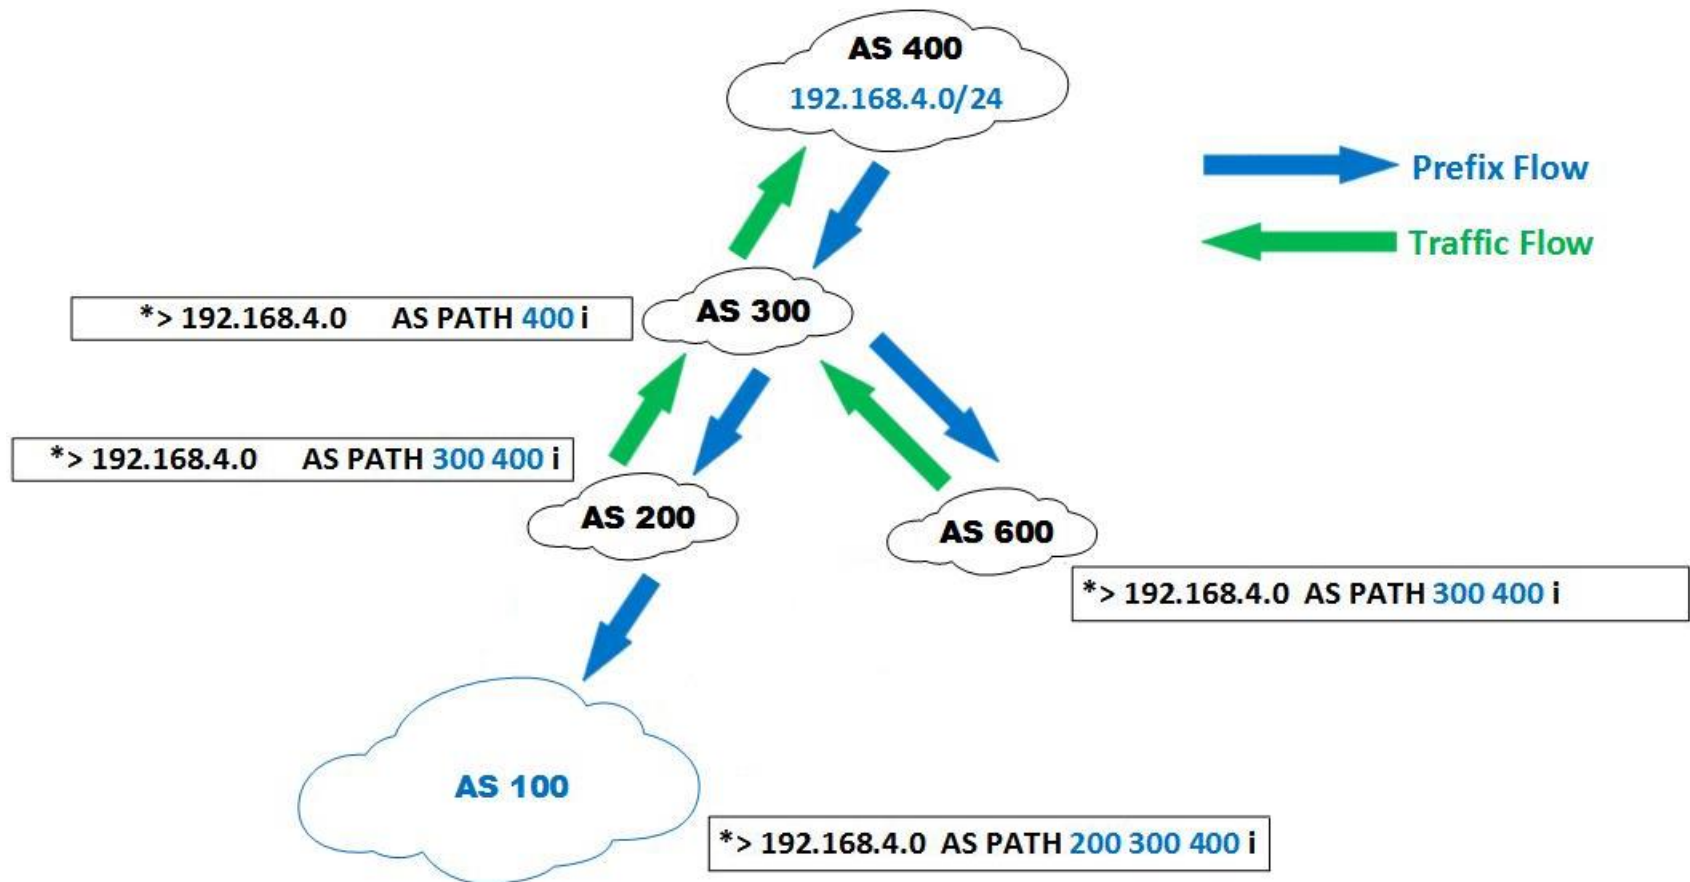 AS 400
192.168.4.0/24
Prefix Flow
Traffic Flow
*> 192.168.4.0 AS PATH 400 i
AS 300
*> 192.168.4.0 AS PATH 300 400 i
AS 200
AS 600
*> 192.168.4.0 AS PATH 300 400 i
AS 100
*> 192.168.4.0 AS PATH 200 300 400 i